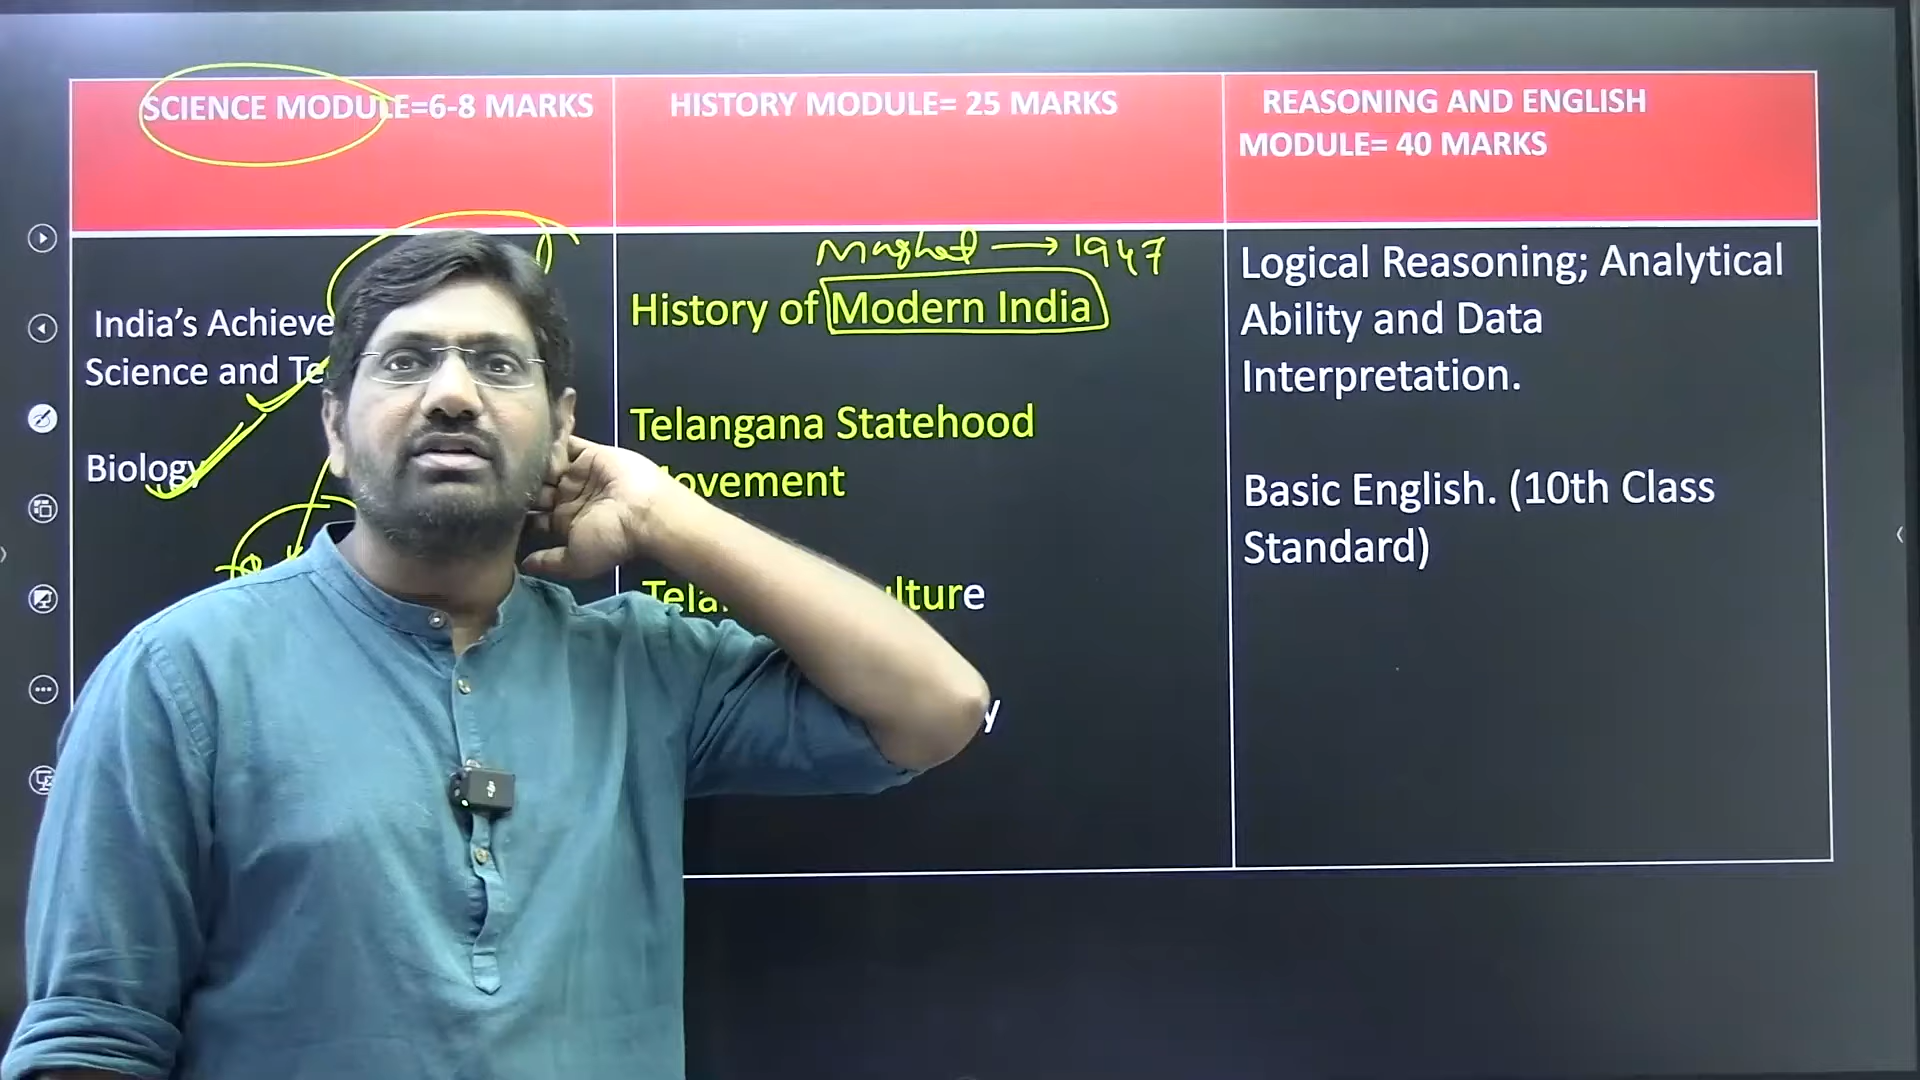 SCIENCE MODULE=6-8 MARKS
India's Achieve
Science and Te
Biology
HISTORY MODULE= 25 MARKS
→ 1947
History of Modern India
Telangana Statehood
ovement
Tela
lture
y
REASONING AND ENGLISH
MODULE= 40 MARKS
Logical Reasoning; Analytical
Ability and Data
Interpretation.
Basic English. (10th Class
Standard)